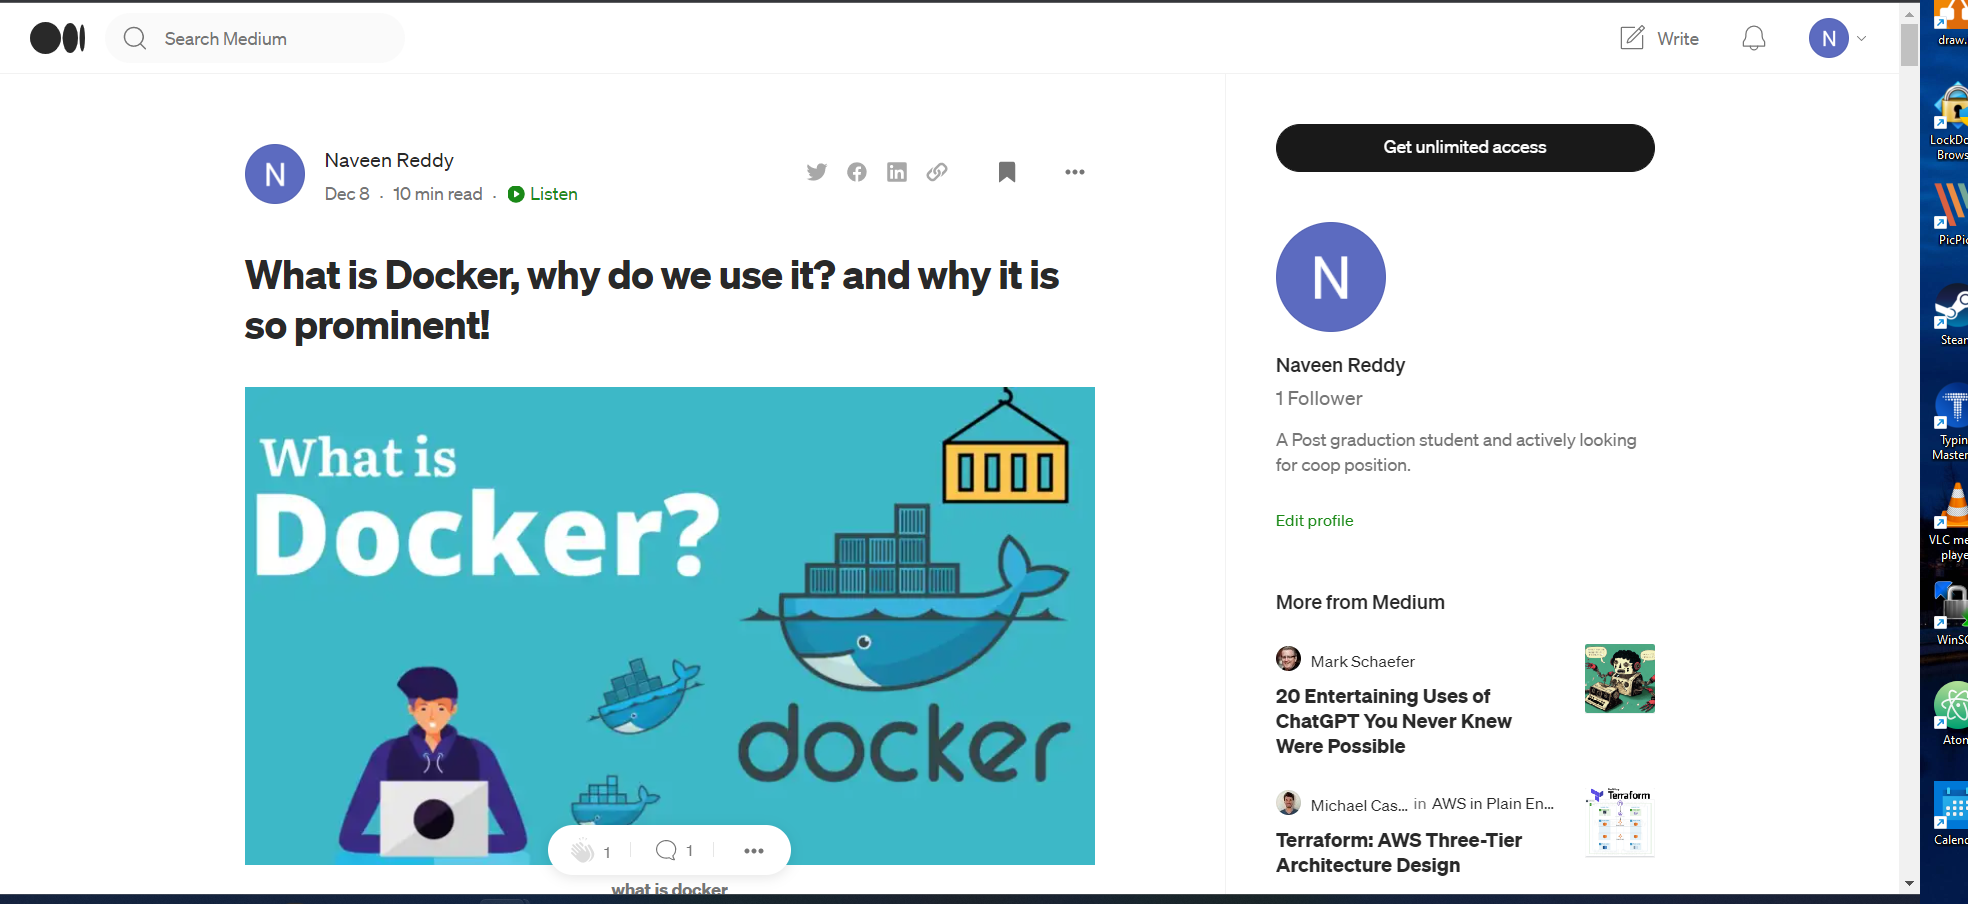 Search Medium
Write
N
N
Naveen Reddy
Dec 8 . 10 min read . Listen
What is Docker, why do we use it? and why it is
so prominent!
What is
Docker?
docker
1
1
what is docker
Get unlimited access
N
Naveen Reddy
1 Follower
A Post graduction student and actively looking
for coop position.
Edit profile
More from Medium
Mark Schaefer
20 Entertaining Uses of
ChatGPT You Never Knew
Were Possible
Michael Cas... in AWS in Plain En...
Terraform: AWS Three-Tier
Architecture Design
Terraform
draw.
LockDo
Brows
PicPi
Stear
Typin
Master
VLC me
playe
WinSC
Aton
Calenc